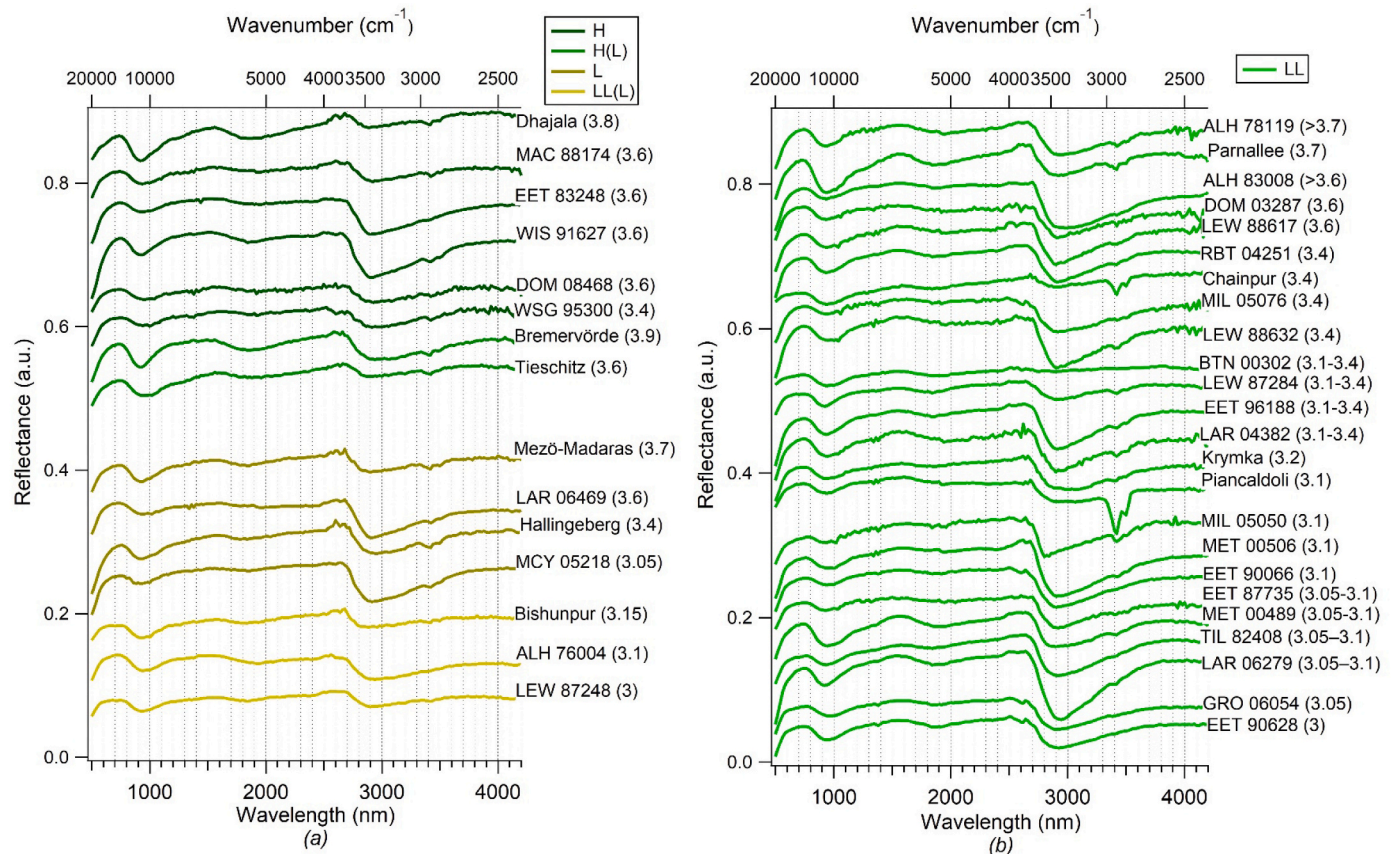 Wavenumber (cm⁻¹)
20000 10000 5000 4000 3500 3000 2500
H
H(L)
L
LL(L)
Reflectance (a.u.)
0.8
0.6
0.4
0.2
0.0
Dhajala (3.8)
MAC 88174 (3.6)
EET 83248 (3.6)
WIS 91627 (3.6)
DOM 08468 (3.6)
WSG 95300 (3.4)
Bremervörde (3.9)
Tieschitz (3.6)
Mezö-Madaras (3.7)
LAR 06469 (3.6)
Hallingeberg (3.4)
MCY 05218 (3.05)
Bishunpur (3.15)
ALH 76004 (3.1)
LEW 87248 (3)
1000 2000 3000 4000
Wavelength (nm)
(a)
Wavenumber (cm⁻¹)
20000 10000 5000 4000 3500 3000 2500
LL
Reflectance (a.u.)
0.8
0.6
0.4
0.2
0.0
ALH 78119 (>3.7)
Parnallee (3.7)
ALH 83008 (>3.6)
DOM 03287 (3.6)
LEW 88617 (3.6)
RBT 04251 (3.4)
Chainpur (3.4)
MIL 05076 (3.4)
LEW 88632 (3.4)
BTN 00302 (3.1-3.4)
LEW 87284 (3.1-3.4)
EET 96188 (3.1-3.4)
LAR 04382 (3.1-3.4)
Krymka (3.2)
Piancaldoli (3.1)
MIL 05050 (3.1)
MET 00506 (3.1)
EET 90066 (3.1)
EET 87735 (3.05-3.1)
MET 00489 (3.05-3.1)
TIL 82408 (3.05–3.1)
LAR 06279 (3.05–3.1)
GRO 06054 (3.05)
EET 90628 (3)
1000 2000 3000 4000
Wavelength (nm)
(b)